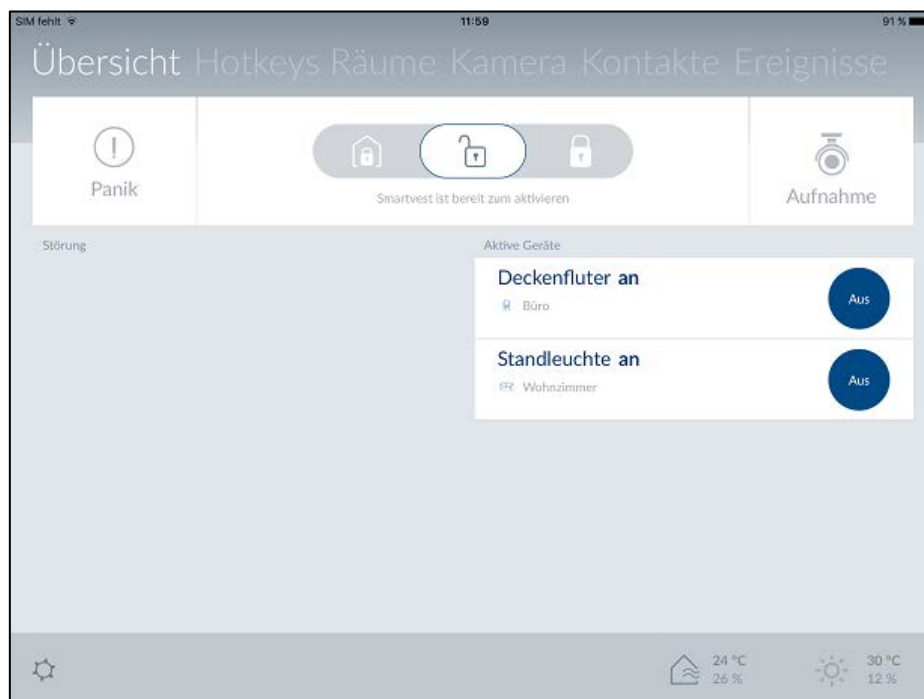 SIM fehlt 11:59 91 %
Übersicht Hotkeys Räume Kamera Kontakte Ereignisse
Panik
Smartvest ist bereit zum aktivieren
Aufnahme
Störung
Aktive Geräte
Deckenfluter an
Büro
Aus
Standleuchte an
Wohnzimmer
Aus
24 °C
26 %
30 °C
12 %